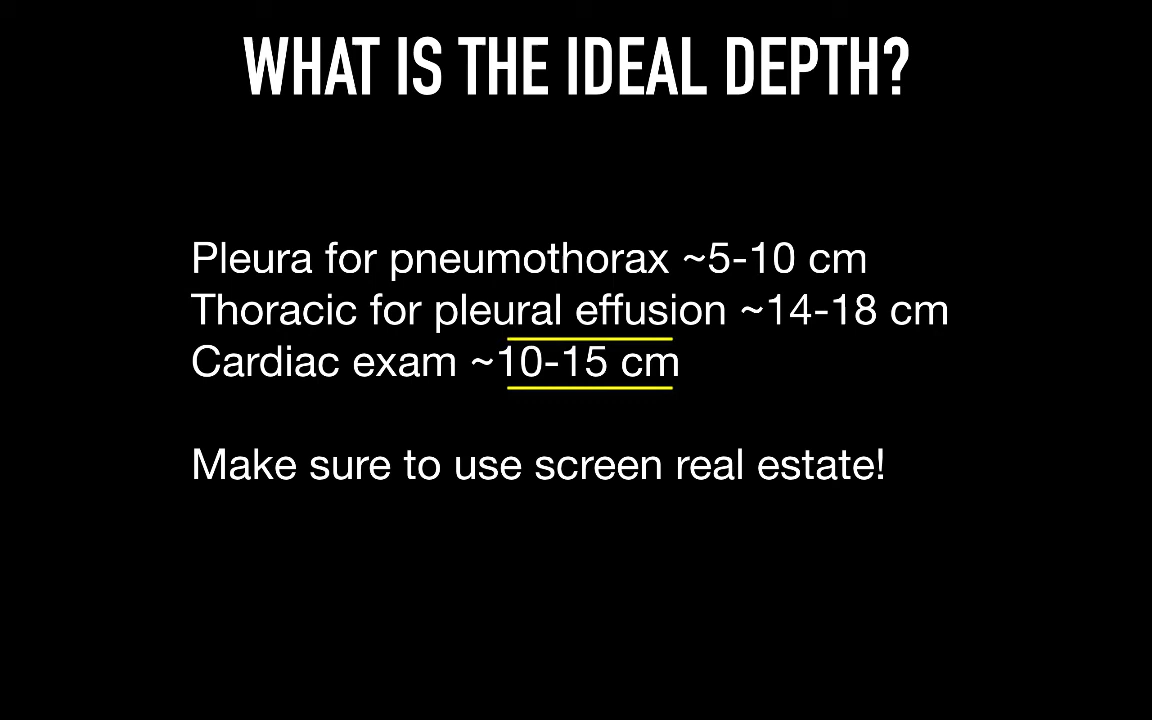 WHAT IS THE IDEAL DEPTH?
Pleura for pneumothorax ~5-10 cm
Thoracic for pleural effusion ~14-18 cm
Cardiac exam ~10-15 cm
Make sure to use screen real estate!